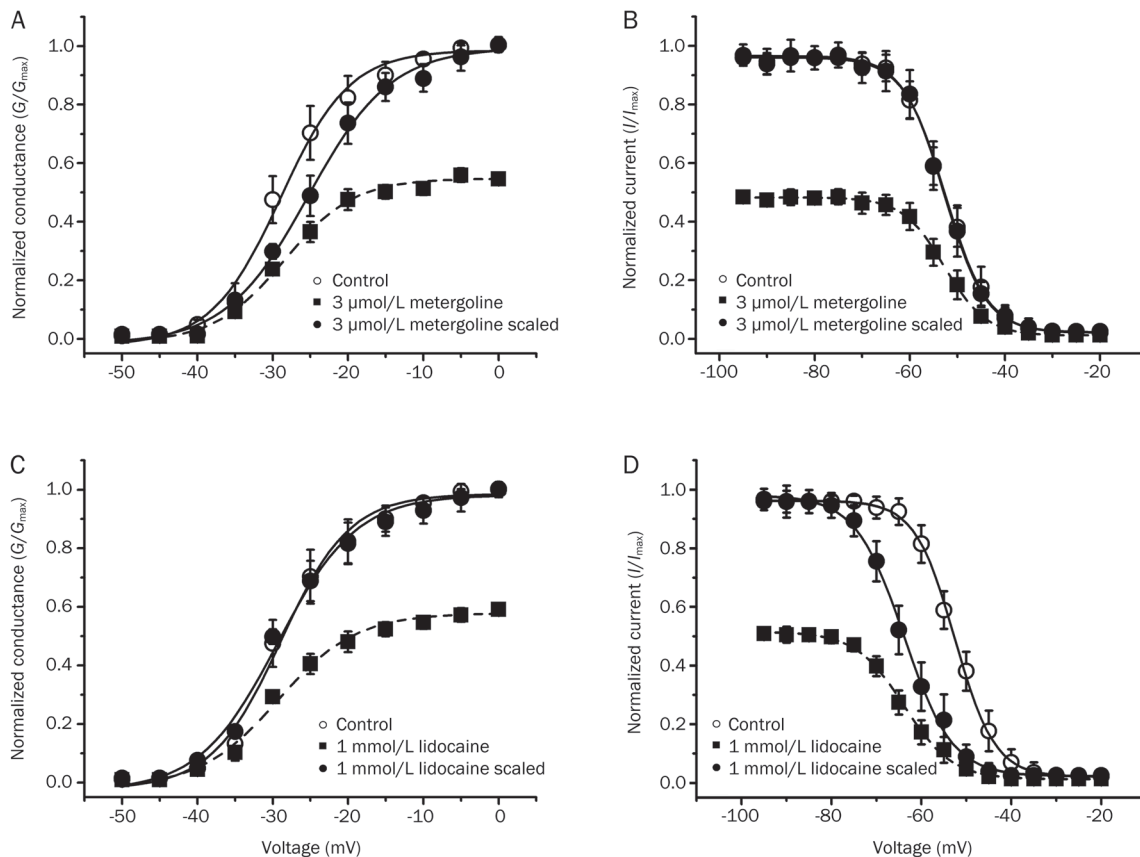 A
Normalized conductance (G/Gmax)
1.0
0.8
0.6
0.4
0.2
0.0
○ Control
■ 3 µmol/L metergoline
● 3 µmol/L metergoline scaled
-50 -40 -30 -20 -10 0
B
Normalized current (I/Imax)
1.0
0.8
0.6
0.4
0.2
0.0
○ Control
■ 3 µmol/L metergoline
● 3 µmol/L metergoline scaled
-100 -80 -60 -40 -20
C
Normalized conductance (G/Gmax)
1.0
0.8
0.6
0.4
0.2
0.0
○ Control
■ 1 mmol/L lidocaine
● 1 mmol/L lidocaine scaled
-50 -40 -30 -20 -10 0
Voltage (mV)
D
Normalized current (I/Imax)
1.0
0.8
0.6
0.4
0.2
0.0
○ Control
■ 1 mmol/L lidocaine
● 1 mmol/L lidocaine scaled
-100 -80 -60 -40 -20
Voltage (mV)